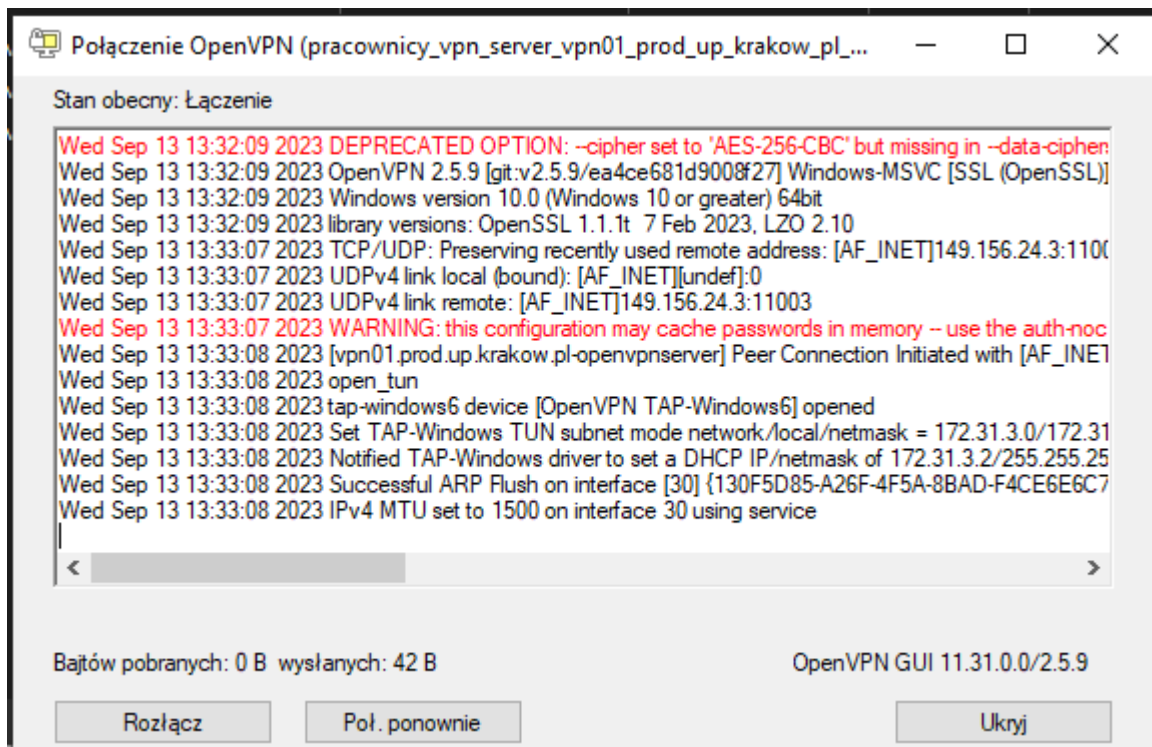 Połączenie OpenVPN (pracownicy_vpn_server_vpn01_prod_up_krakow_pl_...
Stan obecny: Łączenie
Wed Sep 13 13:32:09 2023 DEPRECATED OPTION: --cipher set to 'AES-256-CBC' but missing in --data-ciphers
Wed Sep 13 13:32:09 2023 OpenVPN 2.5.9 [git:v2.5.9/ea4ce681d9008f27] Windows-MSVC [SSL (OpenSSL)]
Wed Sep 13 13:32:09 2023 Windows version 10.0 (Windows 10 or greater) 64bit
Wed Sep 13 13:32:09 2023 library versions: OpenSSL 1.1.1t  7 Feb 2023, LZO 2.10
Wed Sep 13 13:33:07 2023 TCP/UDP: Preserving recently used remote address: [AF_INET]149.156.24.3:1100
Wed Sep 13 13:33:07 2023 UDPv4 link local (bound): [AF_INET][undef]:0
Wed Sep 13 13:33:07 2023 UDPv4 link remote: [AF_INET]149.156.24.3:11003
Wed Sep 13 13:33:07 2023 WARNING: this configuration may cache passwords in memory -- use the auth-noc
Wed Sep 13 13:33:08 2023 [vpn01.prod.up.krakow.pl-openvpnserver] Peer Connection Initiated with [AF_INET
Wed Sep 13 13:33:08 2023 open_tun
Wed Sep 13 13:33:08 2023 tap-windows6 device [OpenVPN TAP-Windows6] opened
Wed Sep 13 13:33:08 2023 Set TAP-Windows TUN subnet mode network/local/netmask = 172.31.3.0/172.31
Wed Sep 13 13:33:08 2023 Notified TAP-Windows driver to set a DHCP IP/netmask of 172.31.3.2/255.255.25
Wed Sep 13 13:33:08 2023 Successful ARP Flush on interface [30] {130F5D85-A26F-4F5A-8BAD-F4CE6E6C7
Wed Sep 13 13:33:08 2023 IPv4 MTU set to 1500 on interface 30 using service
Bajtów pobranych: 0 B  wysłanych: 42 B
OpenVPN GUI 11.31.0.0/2.5.9
Rozłącz
Poł. ponownie
Ukryj